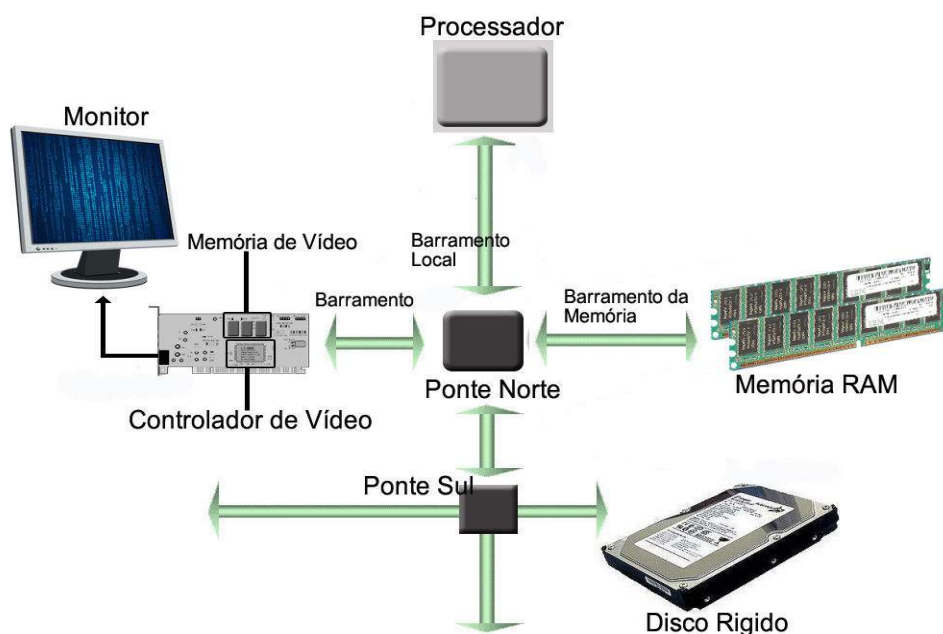 Processador
Monitor
Memória de Vídeo
Barramento
Local
Barramento
Barramento da
Memória
Ponte Norte
Memória RAM
Controlador de Vídeo
Ponte Sul
Disco Rigido